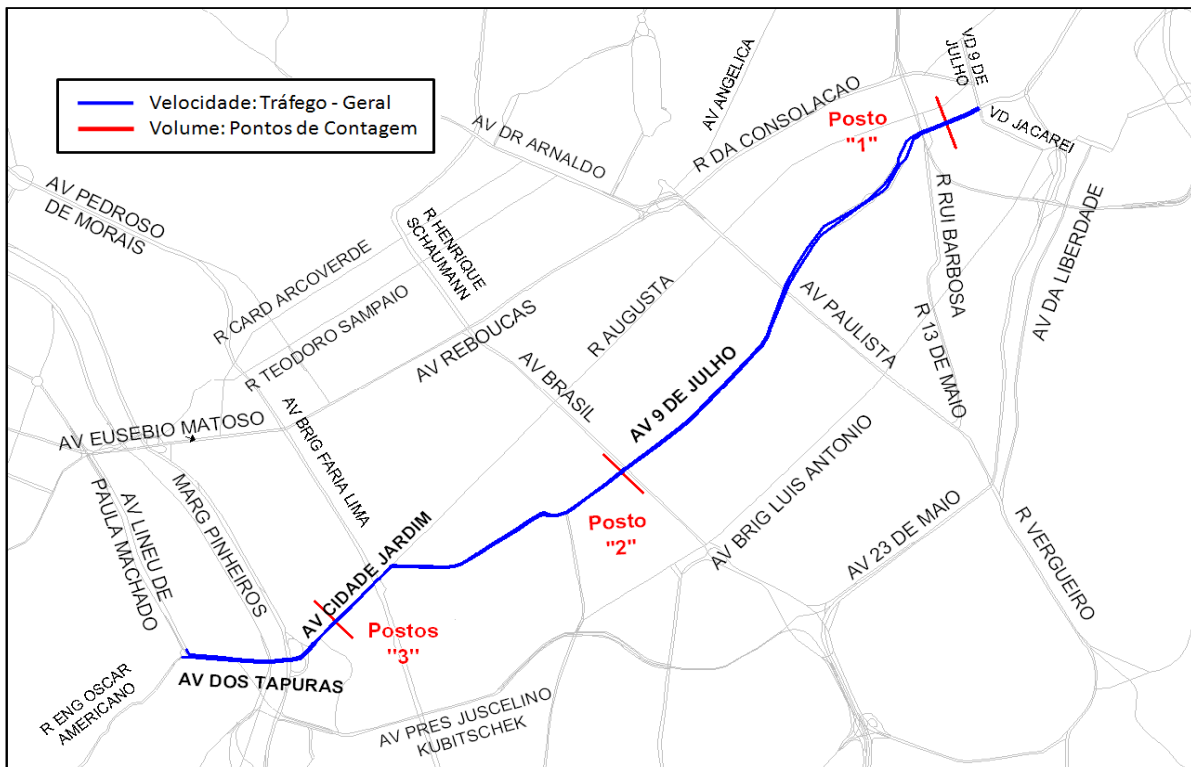 Velocidade: Tráfego - Geral
Volume: Pontos de Contagem
AV ANGELICA
VD 9 DE
JULHO
AV DR ARNALDO
R DA CONSOLACAO
Posto
"1"
VD JACAREI
AV PEDROSO
DE MORAIS
R HENRIQUE
SCHAUMANN
R CARD ARCOVERDE
R TEODORO SAMPAIO
AV REBOUCAS
R AUGUSTA
AV PAULISTA
R RUI BARBOSA
R 13 DE MAIO
AV DA LIBERDADE
AV BRASIL
AV 9 DE JULHO
AV EUSEBIO MATOSO
AV BRIG FARIA LIMA
AV LINEU DE
PAULA MACHADO
MARG PINHEIROS
AV CIDADE JARDIM
Posto
"2"
AV BRIG LUIS ANTONIO
AV 23 DE MAIO
R VERGUEIRO
Postos
"3"
AV DOS TAPURAS
R ENG OSCAR
AMERICANO
AV PRES JUSCELINO
KUBITSCHEK